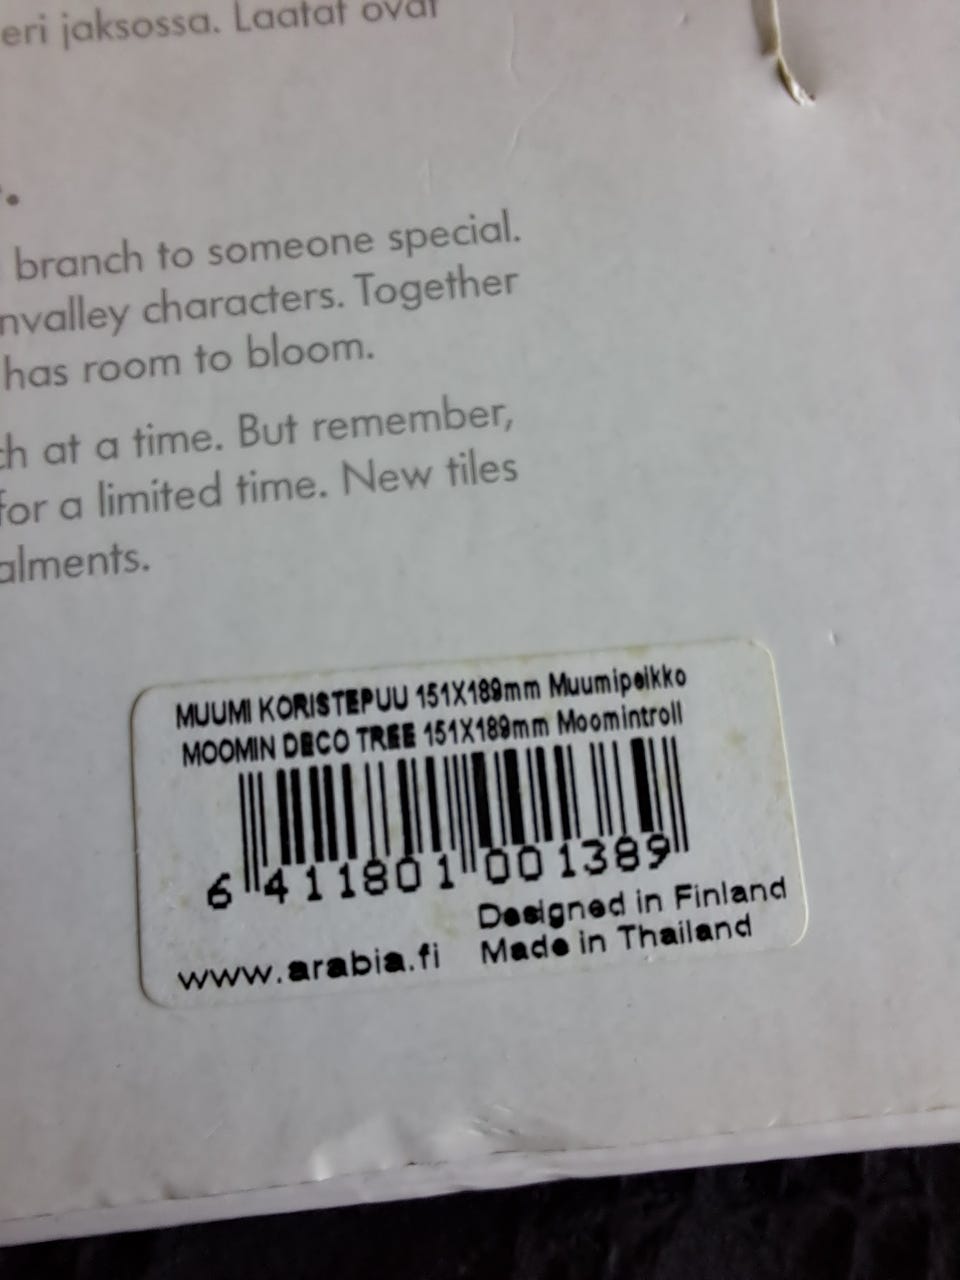 eri jaksossa. Laatat ovat
branch to someone special.
nvalley characters. Together
has room to bloom.
ch at a time. But remember,
for a limited time. New tiles
alments.
MUUMI KORISTEPUU 151X189mm Muumipeikko
MOOMIN DECO TREE 151X189mm Moomintroll
6 411801 001389
Designed in Finland
www.arabia.fi Made in Thailand